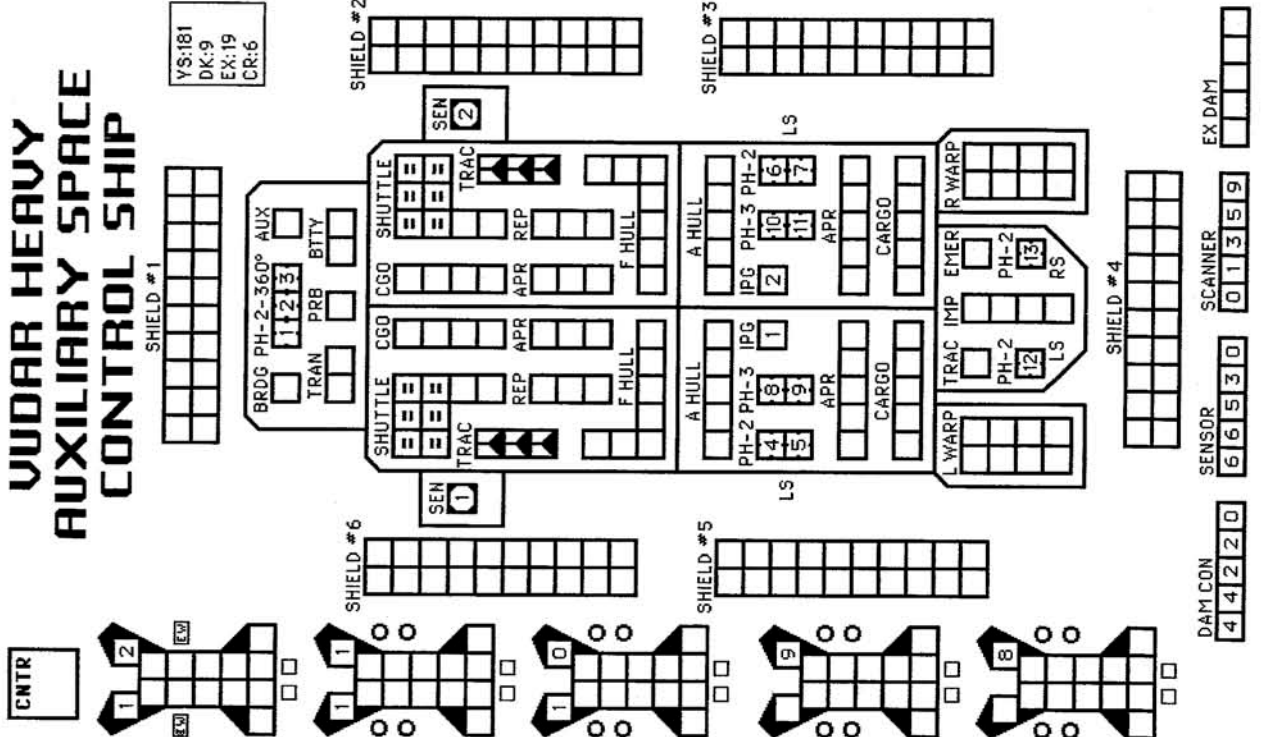 VUDAR HEAVY
AUXILIARY SPACE
CONTROL SHIP
YS:181
DK:9
EX:19
CR:6
CNTR
SHIELD #1
SHIELD #2
SHIELD #3
SHIELD #4
SHIELD #5
SHIELD #6
BRDG PH-2-360° AUX
1 2 3
TRAN PRB BTTY
SEN
1
SEN
2
SHUTTLE CGO CGO SHUTTLE
TRAC TRAC
REP APR APR REP
F HULL F HULL
A HULL A HULL
PH-2 PH-3 IPG IPG PH-3 PH-2
4 8 1 2 10 6
5 9 11 7
LS LS
APR APR
CARGO CARGO
L WARP TRAC IMP EMER R WARP
PH-2 PH-2
12 13
LS RS
1 2
EW EW
1 1
1 0
9
8
DAM CON
4 4 2 2 0
SENSOR
6 6 5 3 0
SCANNER
0 1 3 5 9
EX DAM